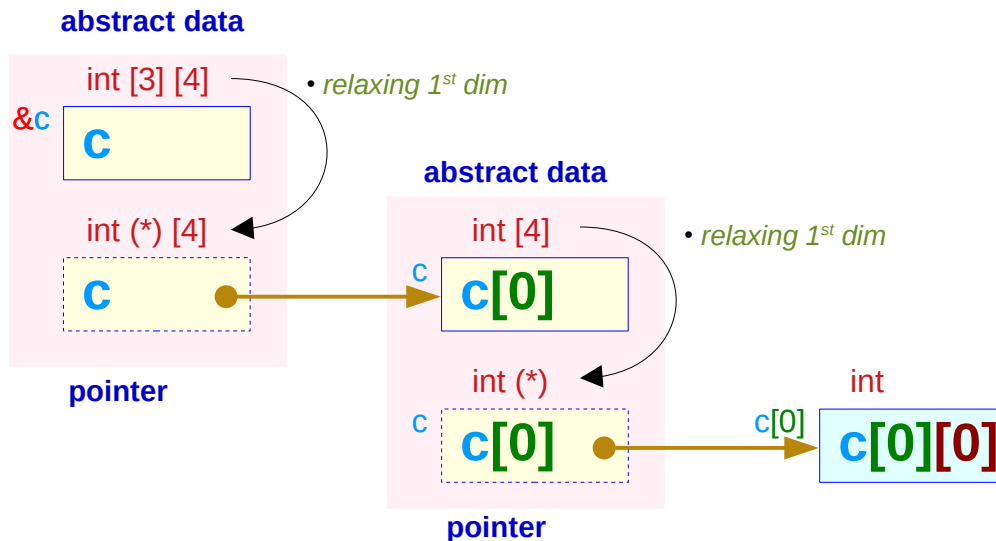 abstract data
int [3] [4]
• relaxing 1st dim
&c
c
abstract data
int (*) [4]
int [4]
• relaxing 1st dim
c
c
c[0]
pointer
int (*)
int
c
c[0]
c[0]
c[0][0]
pointer